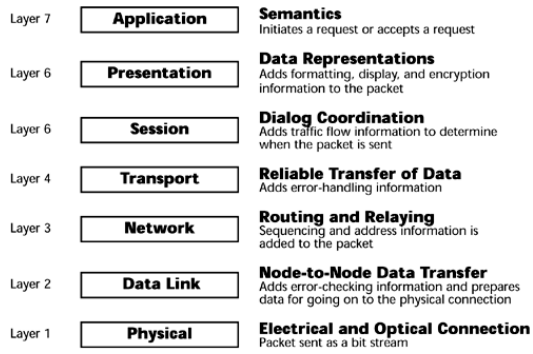 Layer 7 Application Semantics
Initiates a request or accepts a request
Layer 6 Presentation Data Representations
Adds formatting, display, and encryption
information to the packet
Layer 6 Session Dialog Coordination
Adds traffic flow information to determine
when the packet is sent
Layer 4 Transport Reliable Transfer of Data
Adds error-handling information
Layer 3 Network Routing and Relaying
Sequencing and address information is
added to the packet
Layer 2 Data Link Node-to-Node Data Transfer
Adds error-checking information and prepares
data for going on to the physical connection
Layer 1 Physical Electrical and Optical Connection
Packet sent as a bit stream